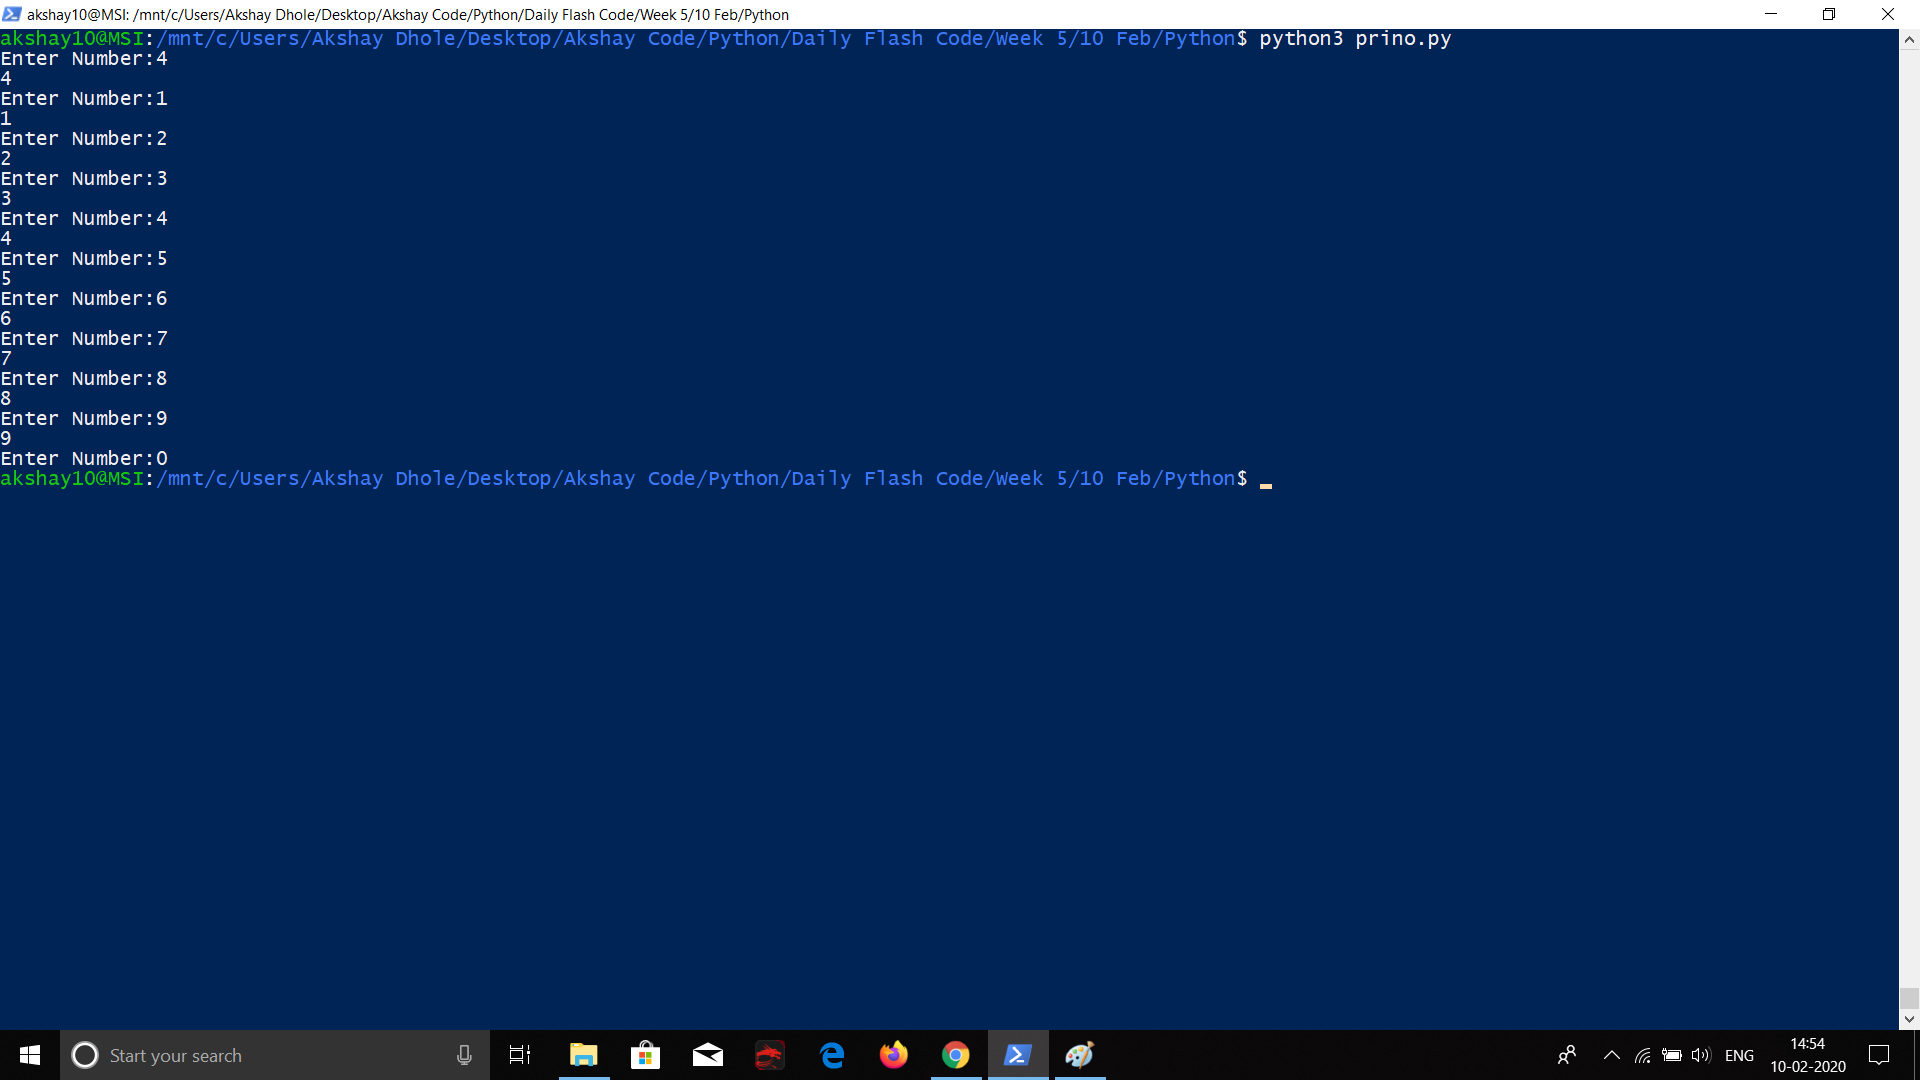 akshay10@MSI: /mnt/c/Users/Akshay Dhole/Desktop/Akshay Code/Python/Daily Flash Code/Week 5/10 Feb/Python
akshay10@MSI:/mnt/c/Users/Akshay Dhole/Desktop/Akshay Code/Python/Daily Flash Code/Week 5/10 Feb/Python$ python3 prino.py
Enter Number:4
4
Enter Number:1
1
Enter Number:2
2
Enter Number:3
3
Enter Number:4
4
Enter Number:5
5
Enter Number:6
6
Enter Number:7
7
Enter Number:8
8
Enter Number:9
9
Enter Number:0
akshay10@MSI:/mnt/c/Users/Akshay Dhole/Desktop/Akshay Code/Python/Daily Flash Code/Week 5/10 Feb/Python$
Start your search
ENG
14:54
10-02-2020